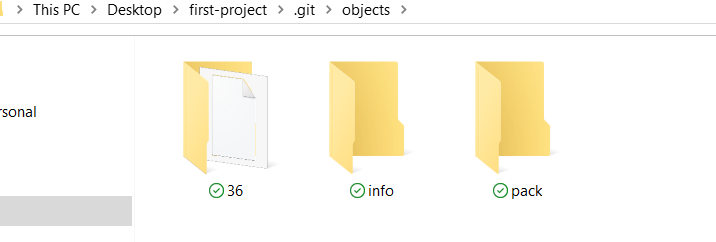 This PC > Desktop > first-project > .git > objects >
rsonal
36 info pack